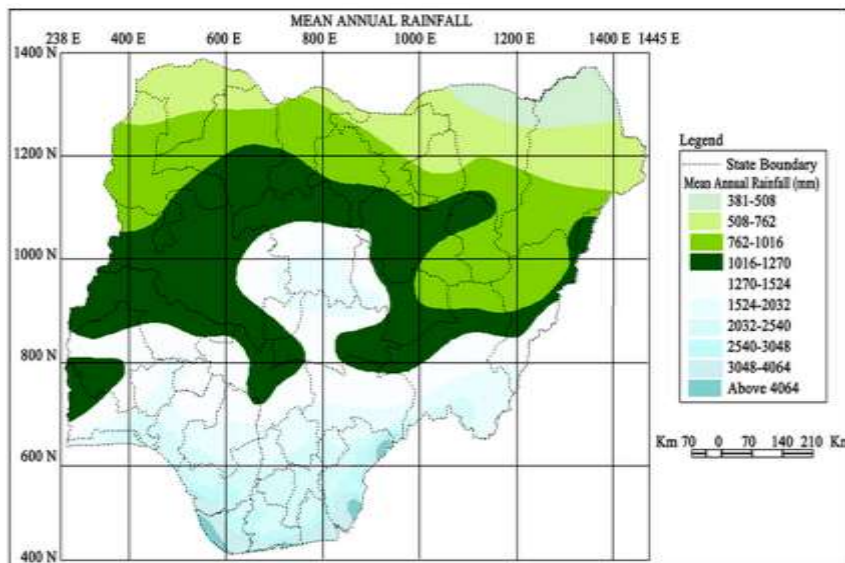 MEAN ANNUAL RAINFALL
238 E 400 E 600 E 800 E 1000 E 1200 E 1400 E 1445 E
1400 N
1200 N
1000 N
800 N
600 N
400 N
Legend
State Boundary
Mean Annual Rainfall (mm)
381-508
508-762
762-1016
1016-1270
1270-1524
1524-2032
2032-2540
2540-3048
3048-4064
Above 4064
Km 70 0 70 140 210 Km